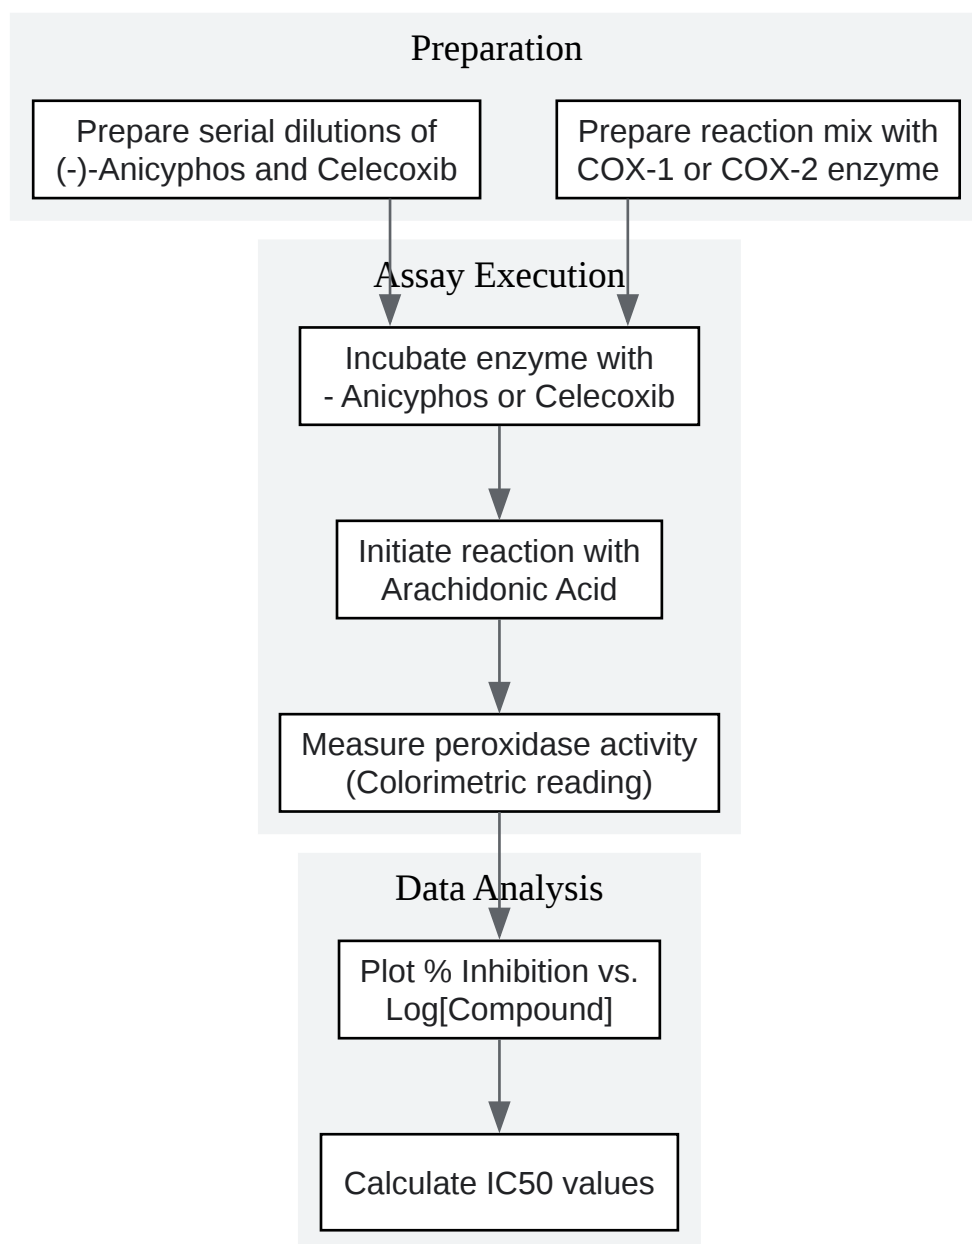 Preparation
Prepare serial dilutions of
(-)-Anicyphos and Celecoxib
Prepare reaction mix with
COX-1 or COX-2 enzyme
Assay Execution
Incubate enzyme with
- Anicyphos or Celecoxib
Initiate reaction with
Arachidonic Acid
Measure peroxidase activity
(Colorimetric reading)
Data Analysis
Plot % Inhibition vs.
Log[Compound]
Calculate IC50 values